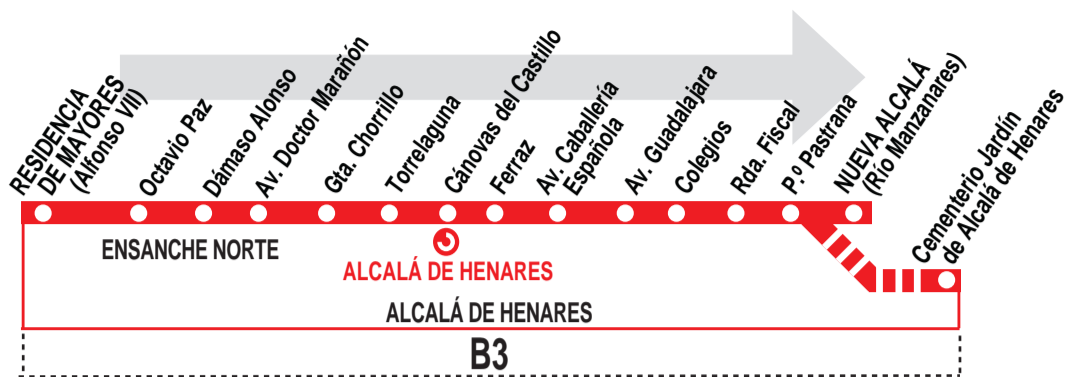 RESIDENCIA
DE MAYORES
(Alfonso VII)
Octavio Paz
Dámaso Alonso
Av. Doctor Marañón
Gta. Chorrillo
Torrelaguna
Cánovas del Castillo
Ferraz
Av. Caballería
Española
Av. Guadalajara
Colegios
Rda. Fiscal
P.º Pastrana
NUEVA ALCALÁ
(Río Manzanares)
Cementerio Jardín
de Alcalá de Henares
ENSANCHE NORTE
ALCALÁ DE HENARES
ALCALÁ DE HENARES
B3